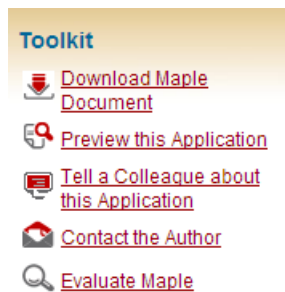 Toolkit
Download Maple
Document
Preview this Application
Tell a Colleague about
this Application
Contact the Author
Evaluate Maple